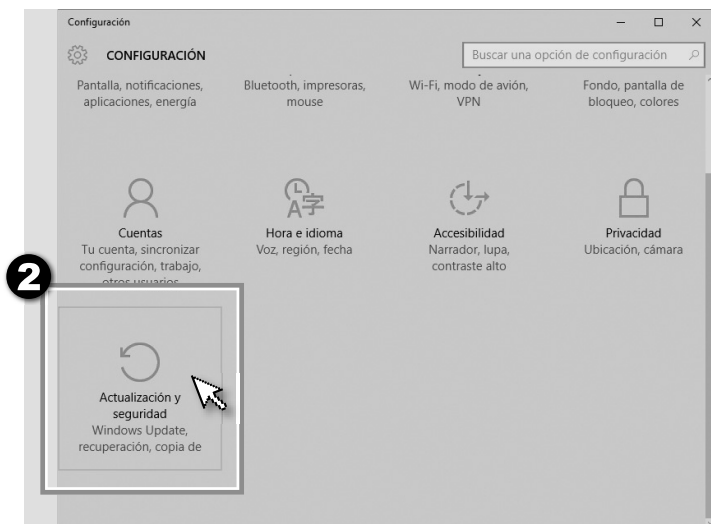 Configuración
CONFIGURACIÓN
Buscar una opción de configuración
Pantalla, notificaciones,
aplicaciones, energía
Bluetooth, impresoras,
mouse
Wi-Fi, modo de avión,
VPN
Fondo, pantalla de
bloqueo, colores
Cuentas
Tu cuenta, sincronizar
configuración, trabajo,
otros usuarios
Hora e idioma
Voz, región, fecha
Accesibilidad
Narrador, lupa,
contraste alto
Privacidad
Ubicación, cámara
2
Actualización y
seguridad
Windows Update,
recuperación, copia de